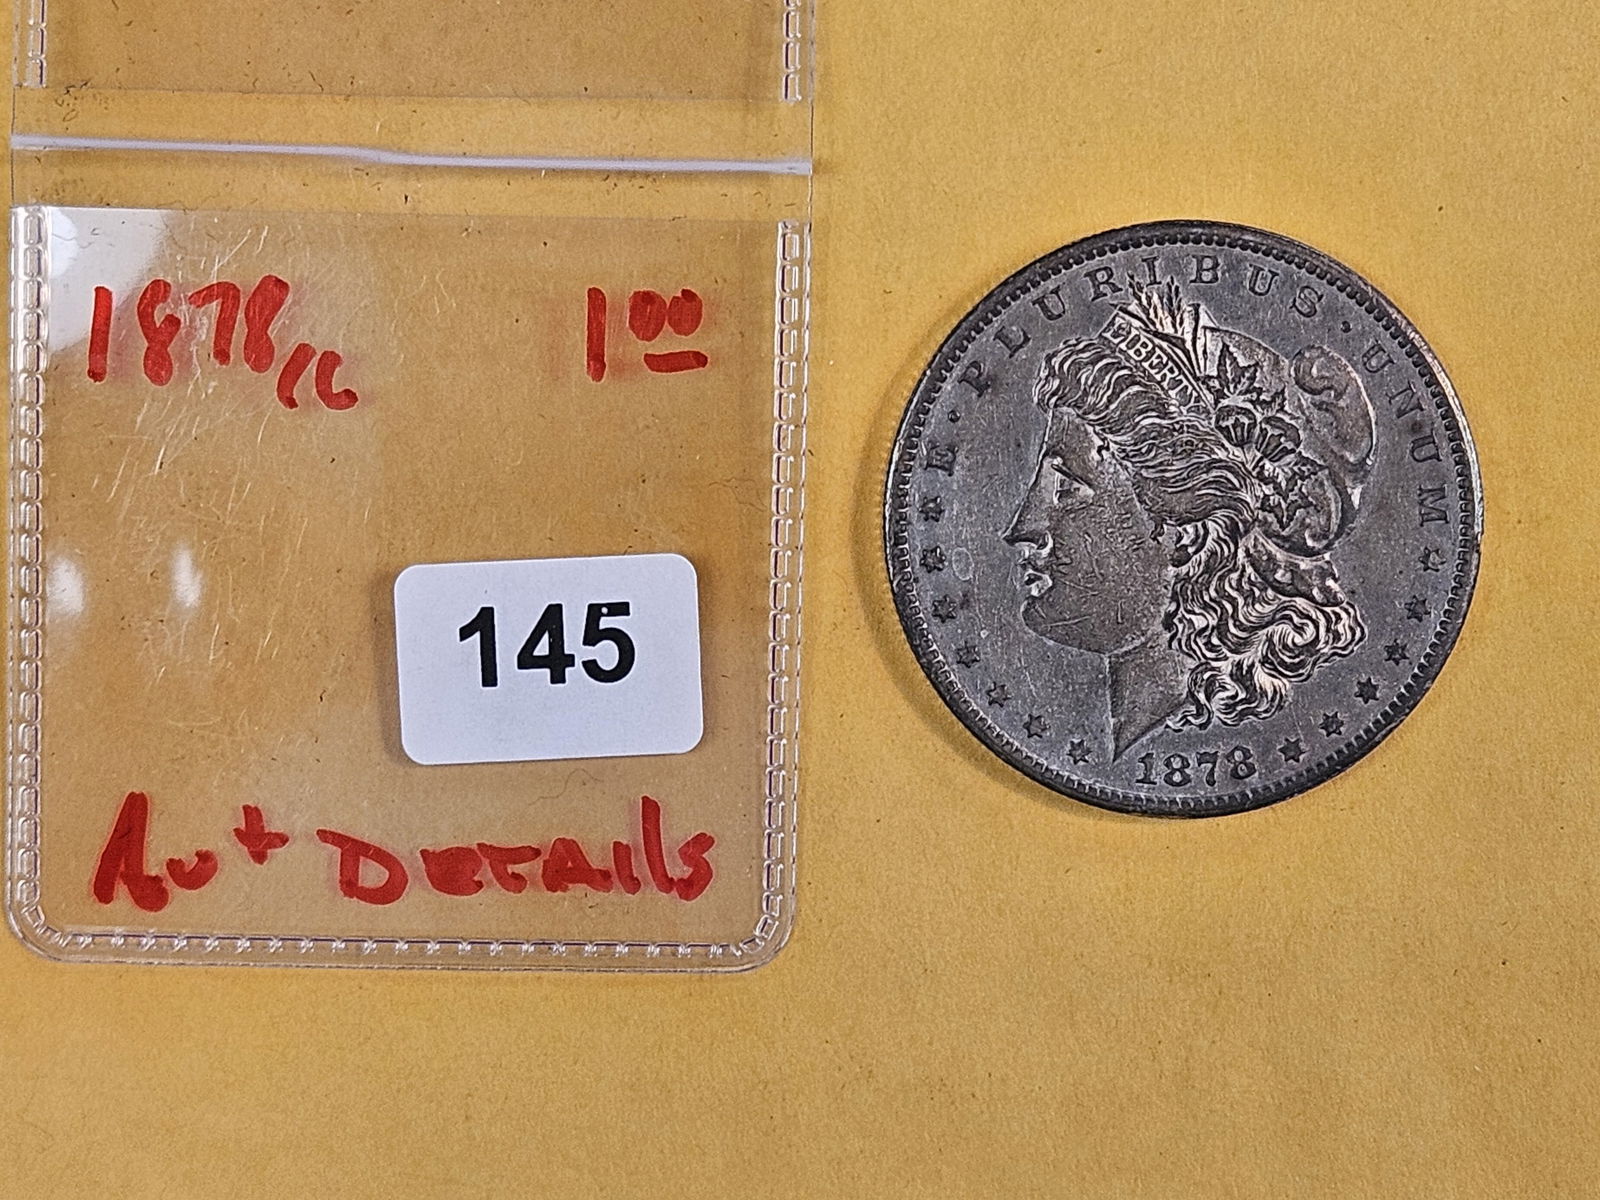 1878/cc 1.00
145
AU+ DETAILS
E·PLURIBUS·UNUM
LIBERTY
1878